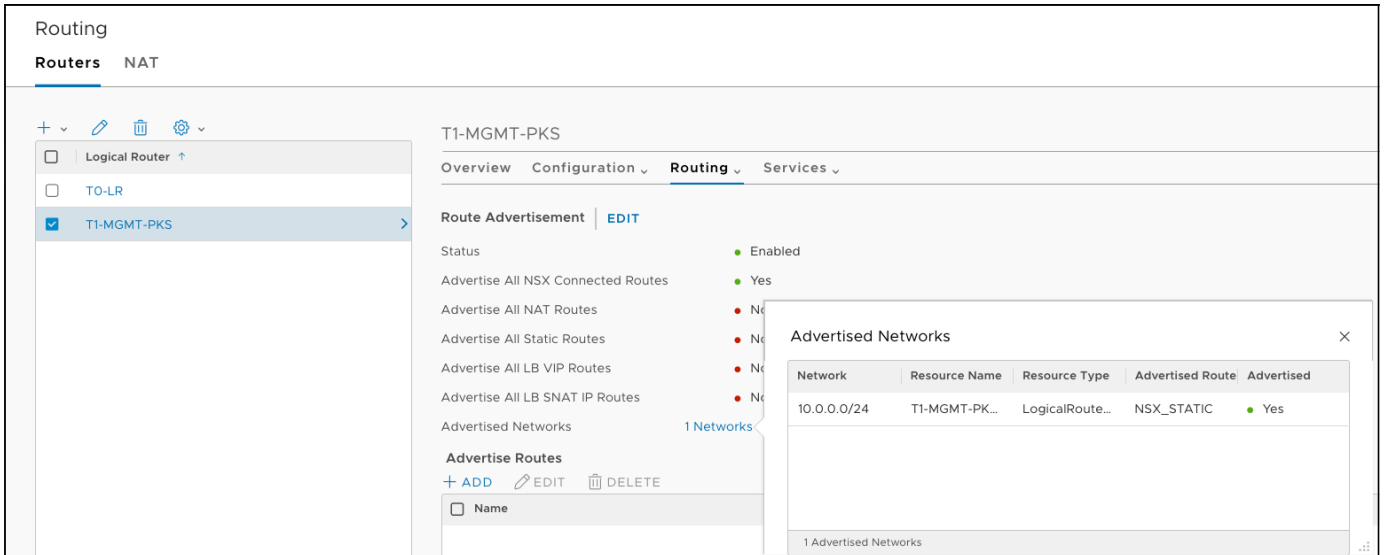 Routing
Routers NAT
T1-MGMT-PKS
Logical Router ↑
Overview Configuration Routing Services
T0-LR
T1-MGMT-PKS
Route Advertisement EDIT
Status Enabled
Advertise All NSX Connected Routes Yes
Advertise All NAT Routes
Advertise All Static Routes
Advertise All LB VIP Routes
Advertise All LB SNAT IP Routes
Advertised Networks 1 Networks
Advertise Routes
+ ADD EDIT DELETE
Name
Advertised Networks
Network Resource Name Resource Type Advertised Route Advertised
10.0.0.0/24 T1-MGMT-PK... LogicalRoute... NSX_STATIC Yes
1 Advertised Networks